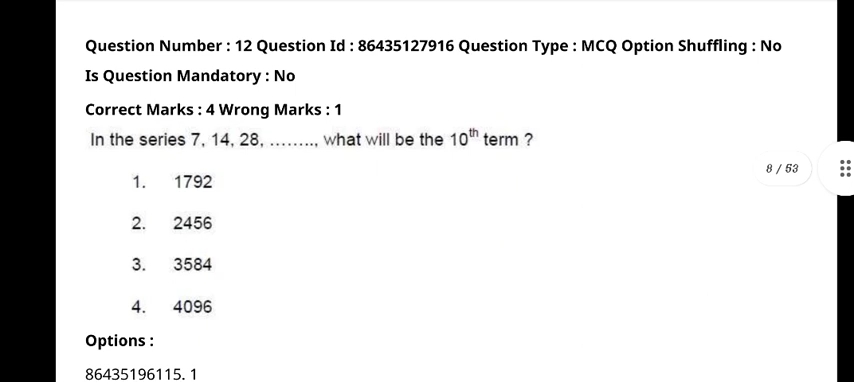 Question Number : 12 Question Id : 86435127916 Question Type : MCQ Option Shuffling : No
Is Question Mandatory : No
Correct Marks : 4 Wrong Marks : 1
In the series 7, 14, 28, ........, what will be the 10th term ?
1. 1792
8 / 53
2. 2456
3. 3584
4. 4096
Options :
86435196115. 1